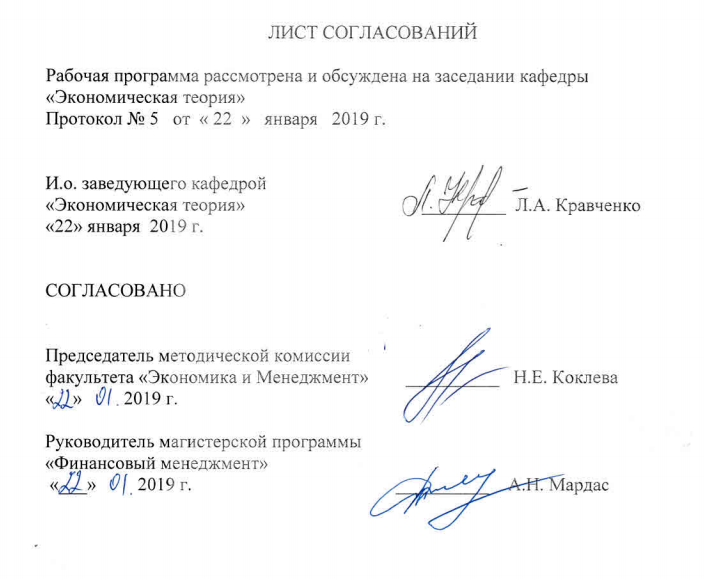 ЛИСТ СОГЛАСОВАНИЙ
Рабочая программа рассмотрена и обсуждена на заседании кафедры
«Экономическая теория»
Протокол № 5 от « 22 » января 2019 г.
И.о. заведующего кафедрой
«Экономическая теория» Л.А. Кравченко
«22» января 2019 г.
СОГЛАСОВАНО
Председатель методической комиссии
факультета «Экономика и Менеджмент» Н.Е. Коклева
«22» 01. 2019 г.
Руководитель магистерской программы
«Финансовый менеджмент»
«22» 01. 2019 г. А.Н. Мардас